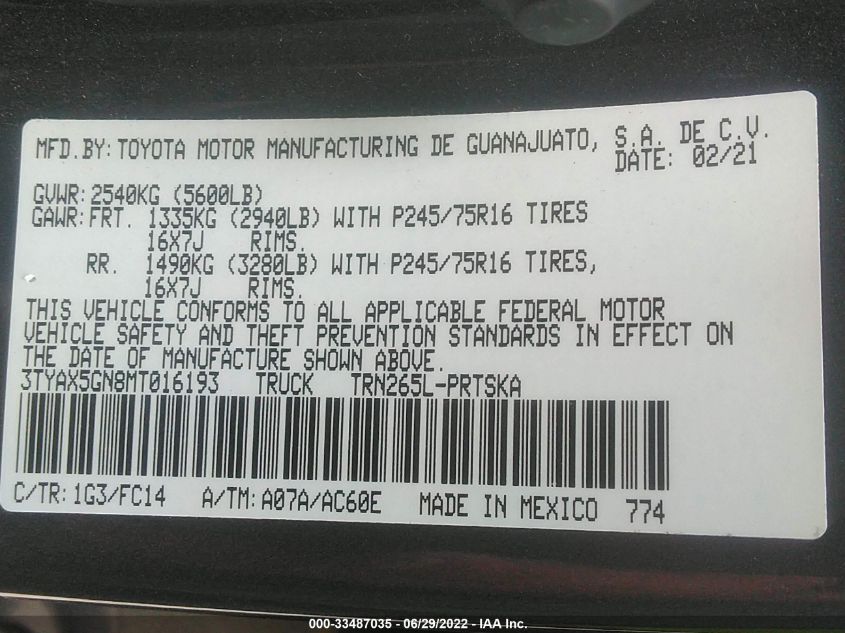 MFD.BY: TOYOTA MOTOR MANUFACTURING DE GUANAJUATO, S.A. DE C.V.
DATE: 02/21
GVWR: 2540KG (5600LB)
GAWR: FRT. 1335KG (2940LB) WITH P245/75R16 TIRES
16X7J RIMS.
RR. 1490KG (3280LB) WITH P245/75R16 TIRES,
16X7J RIMS.
THIS VEHICLE CONFORMS TO ALL APPLICABLE FEDERAL MOTOR
VEHICLE SAFETY AND THEFT PREVENTION STANDARDS IN EFFECT ON
THE DATE OF MANUFACTURE SHOWN ABOVE.
3TYAX5GN8MT016193 TRUCK TRN265L-PRTSKA
C/TR: 1G3/FC14 A/TM: A07A/AC60E MADE IN MEXICO 774
000-33487035 - 06/29/2022 - IAA Inc.